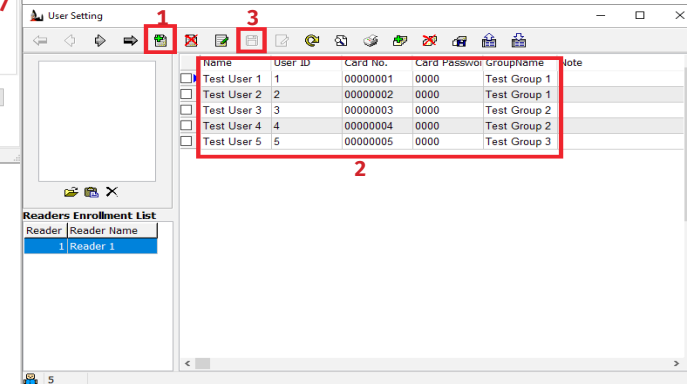 7
User Setting
1
3
Name User ID Card No. Card Passwor GroupName Note
Test User 1 1 00000001 0000 Test Group 1
Test User 2 2 00000002 0000 Test Group 1
Test User 3 3 00000003 0000 Test Group 2
Test User 4 4 00000004 0000 Test Group 2
Test User 5 5 00000005 0000 Test Group 3
2
Readers Enrollment List
Reader Reader Name
1 Reader 1
5